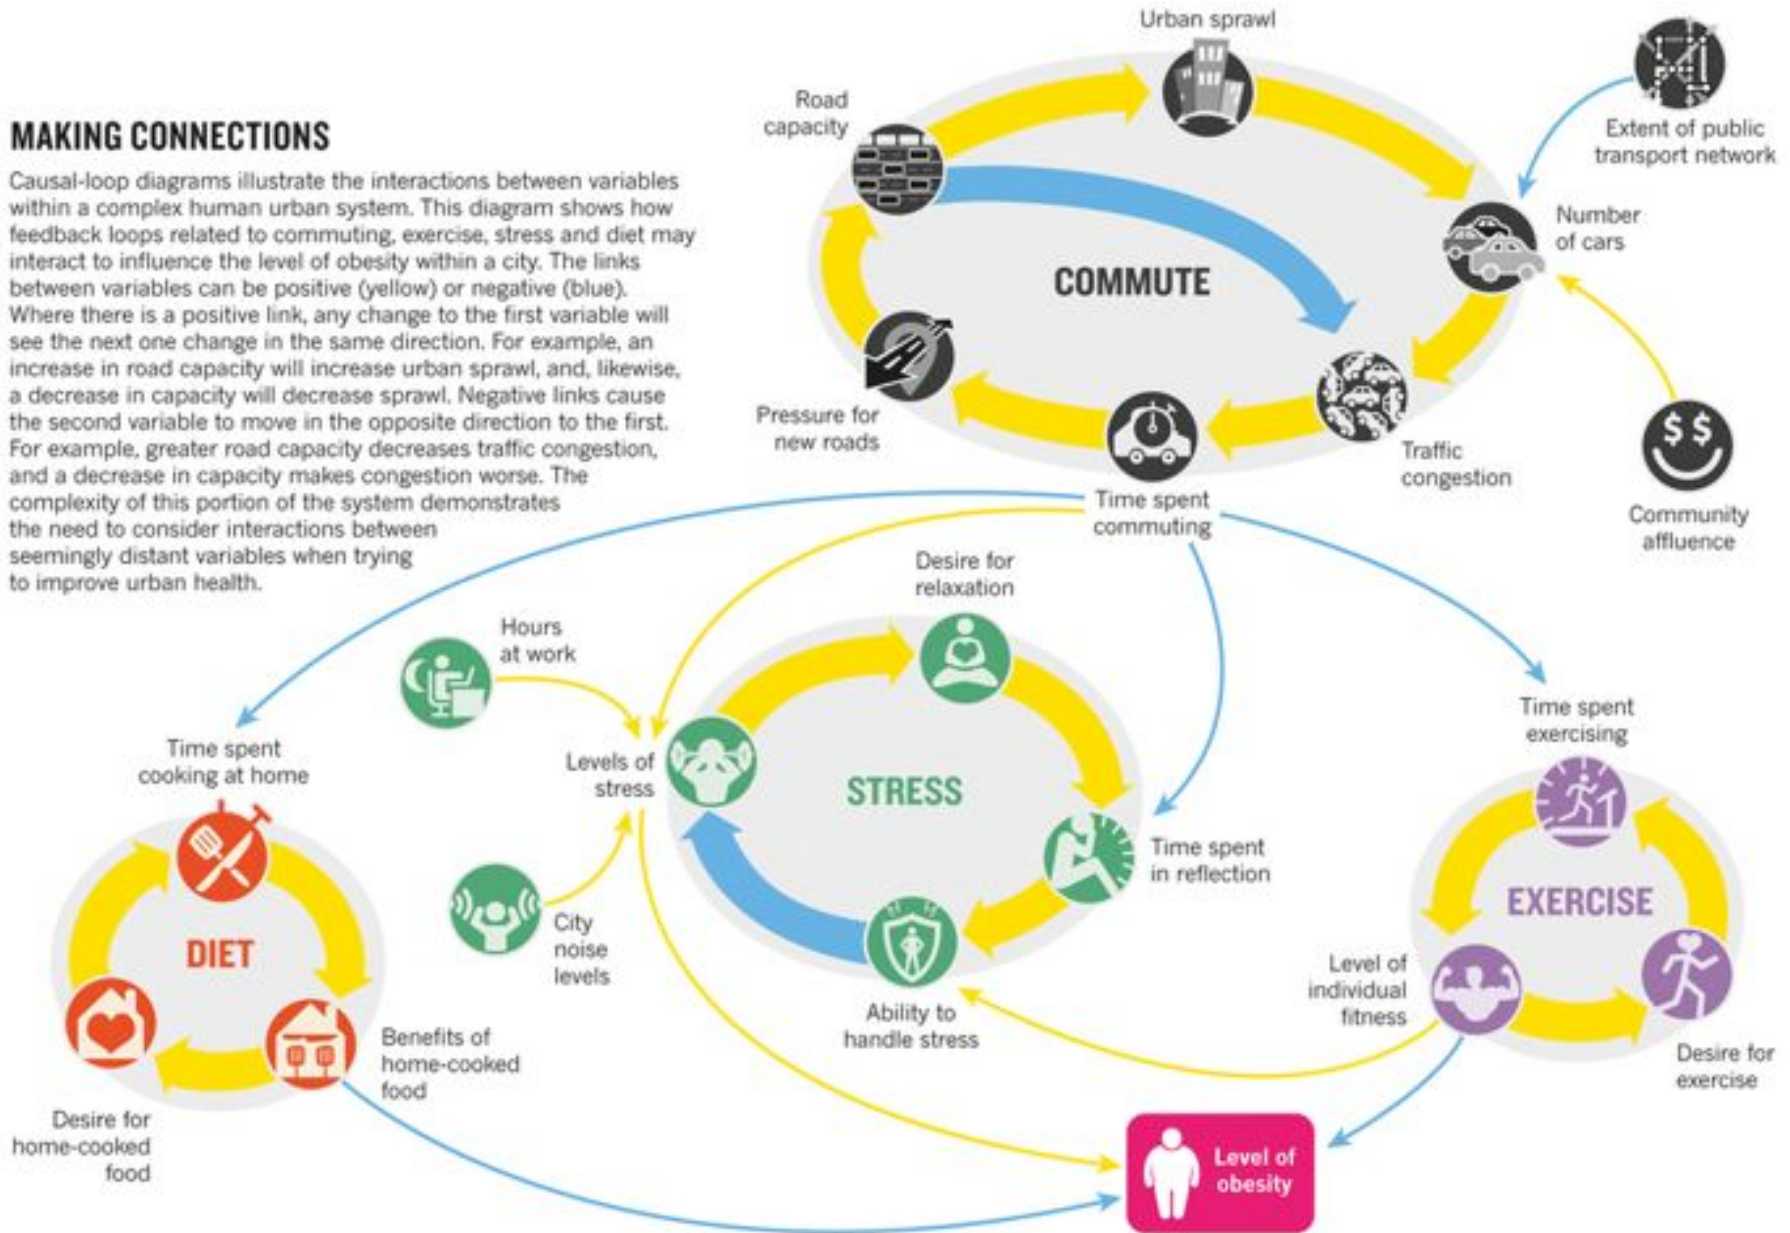 MAKING CONNECTIONS
Causal-loop diagrams illustrate the interactions between variables
within a complex human urban system. This diagram shows how
feedback loops related to commuting, exercise, stress and diet may
interact to influence the level of obesity within a city. The links
between variables can be positive (yellow) or negative (blue).
Where there is a positive link, any change to the first variable will
see the next one change in the same direction. For example, an
increase in road capacity will increase urban sprawl, and, likewise,
a decrease in capacity will decrease sprawl. Negative links cause
the second variable to move in the opposite direction to the first.
For example, greater road capacity decreases traffic congestion,
and a decrease in capacity makes congestion worse. The
complexity of this portion of the system demonstrates
the need to consider interactions between
seemingly distant variables when trying
to improve urban health.
Urban sprawl
Road
capacity
Extent of public
transport network
Number
of cars
COMMUTE
Pressure for
new roads
Traffic
congestion
$ $
Time spent
commuting
Community
affluence
Desire for
relaxation
Hours
at work
Time spent
exercising
Time spent
cooking at home
Levels of
stress
STRESS
Time spent
in reflection
EXERCISE
City
noise
levels
DIET
Level of
individual
fitness
Ability to
handle stress
Benefits of
home-cooked
food
Desire for
exercise
Desire for
home-cooked
food
Level of
obesity